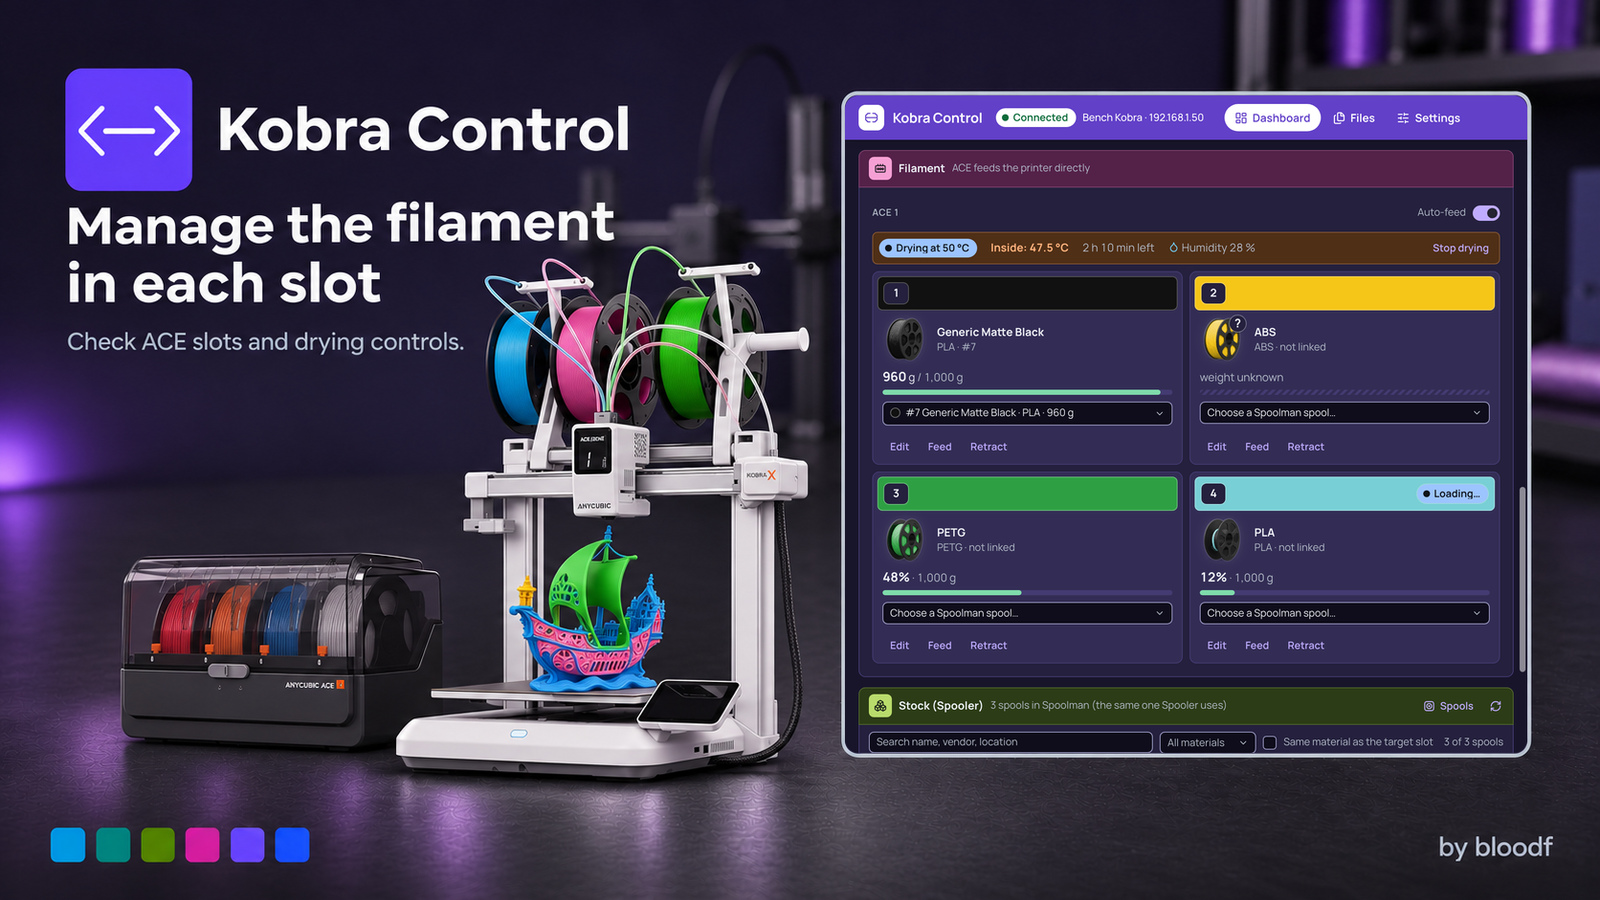 Kobra Control
Manage the filament
in each slot
Check ACE slots and drying controls.
ANYCUBIC
KOBRA X
ANYCUBIC ACE
by bloodf
Kobra Control
Connected
Bench Kobra · 192.168.1.50
Dashboard
Files
Settings
Filament
ACE feeds the printer directly
ACE 1
Auto-feed
Drying at 50 °C
Inside: 47.5 °C
2 h 10 min left
Humidity 28 %
Stop drying
1
Generic Matte Black
PLA · #7
960 g / 1,000 g
#7 Generic Matte Black · PLA · 960 g
Edit
Feed
Retract
2
?
ABS
ABS · not linked
weight unknown
Choose a Spoolman spool...
Edit
Feed
Retract
3
PETG
PETG · not linked
48% · 1,000 g
Choose a Spoolman spool...
Edit
Feed
Retract
4
Loading...
PLA
PLA · not linked
12% · 1,000 g
Choose a Spoolman spool...
Edit
Feed
Retract
Stock (Spooler)
3 spools in Spoolman (the same one Spooler uses)
Spools
Search name, vendor, location
All materials
Same material as the target slot
3 of 3 spools